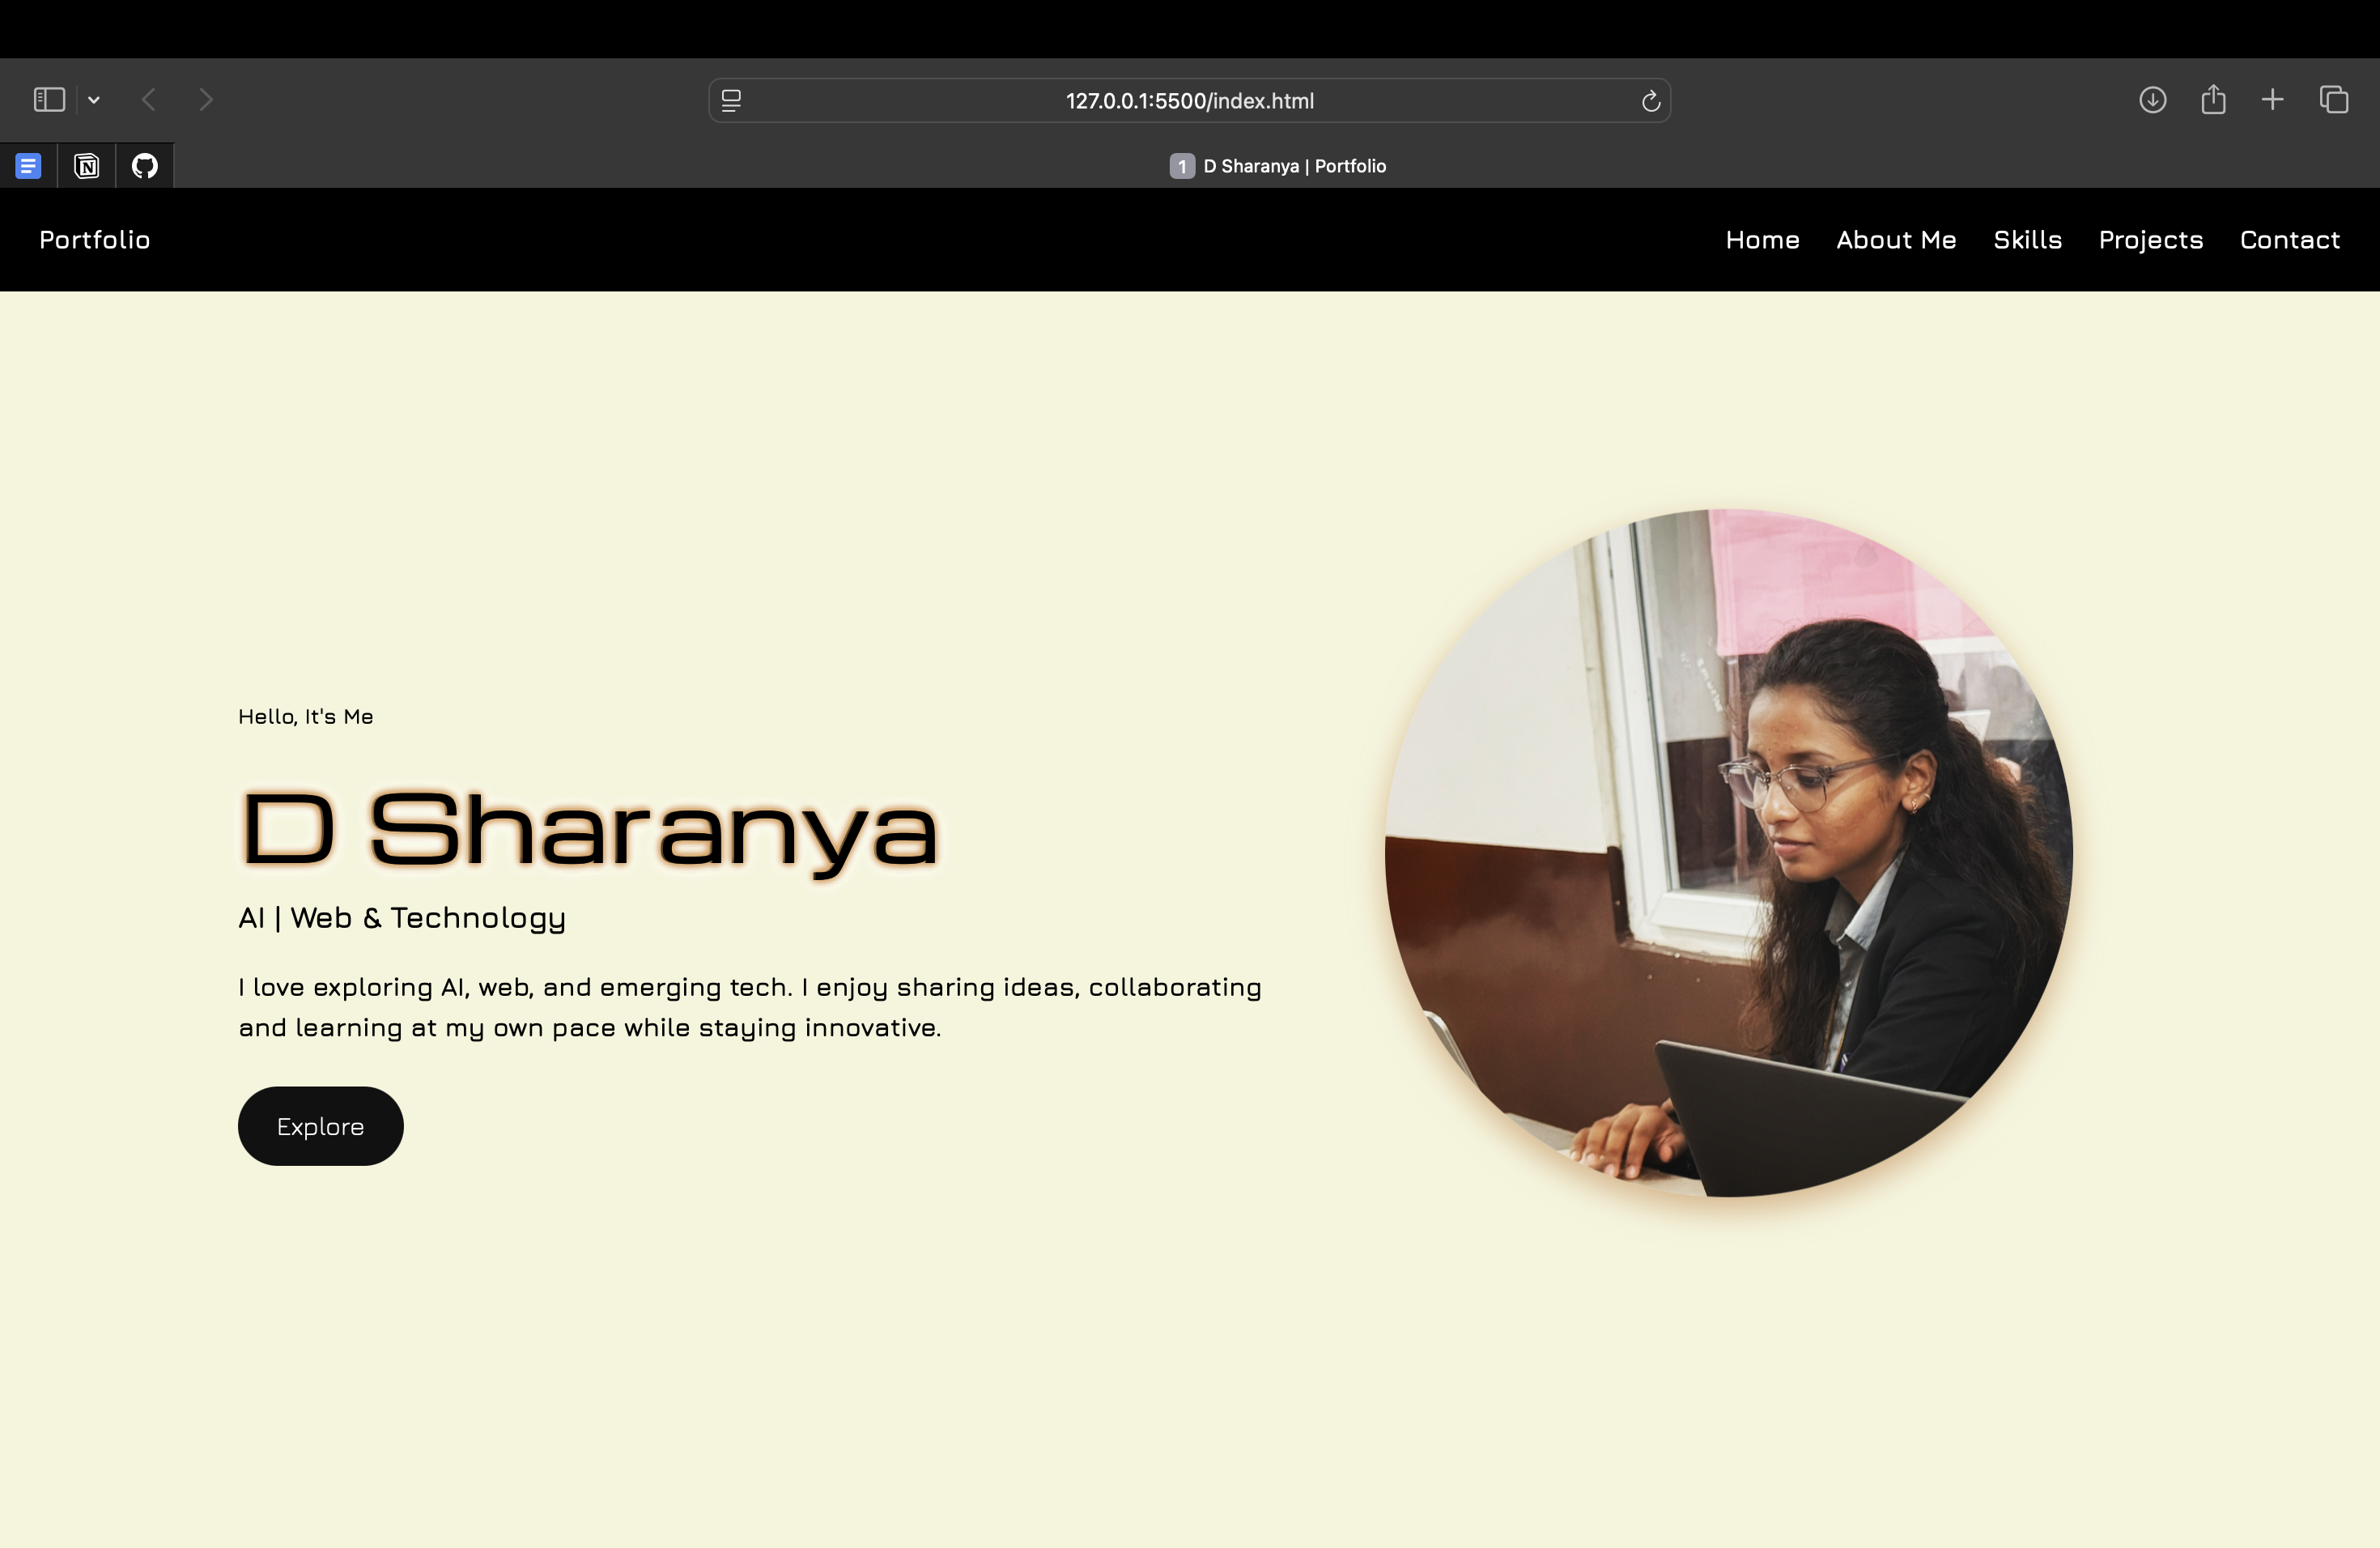 127.0.0.1:5500/index.html
N
1 D Sharanya | Portfolio
Portfolio
Home About Me Skills Projects Contact
Hello, It's Me
D Sharanya
AI | Web & Technology
I love exploring AI, web, and emerging tech. I enjoy sharing ideas, collaborating
and learning at my own pace while staying innovative.
Explore